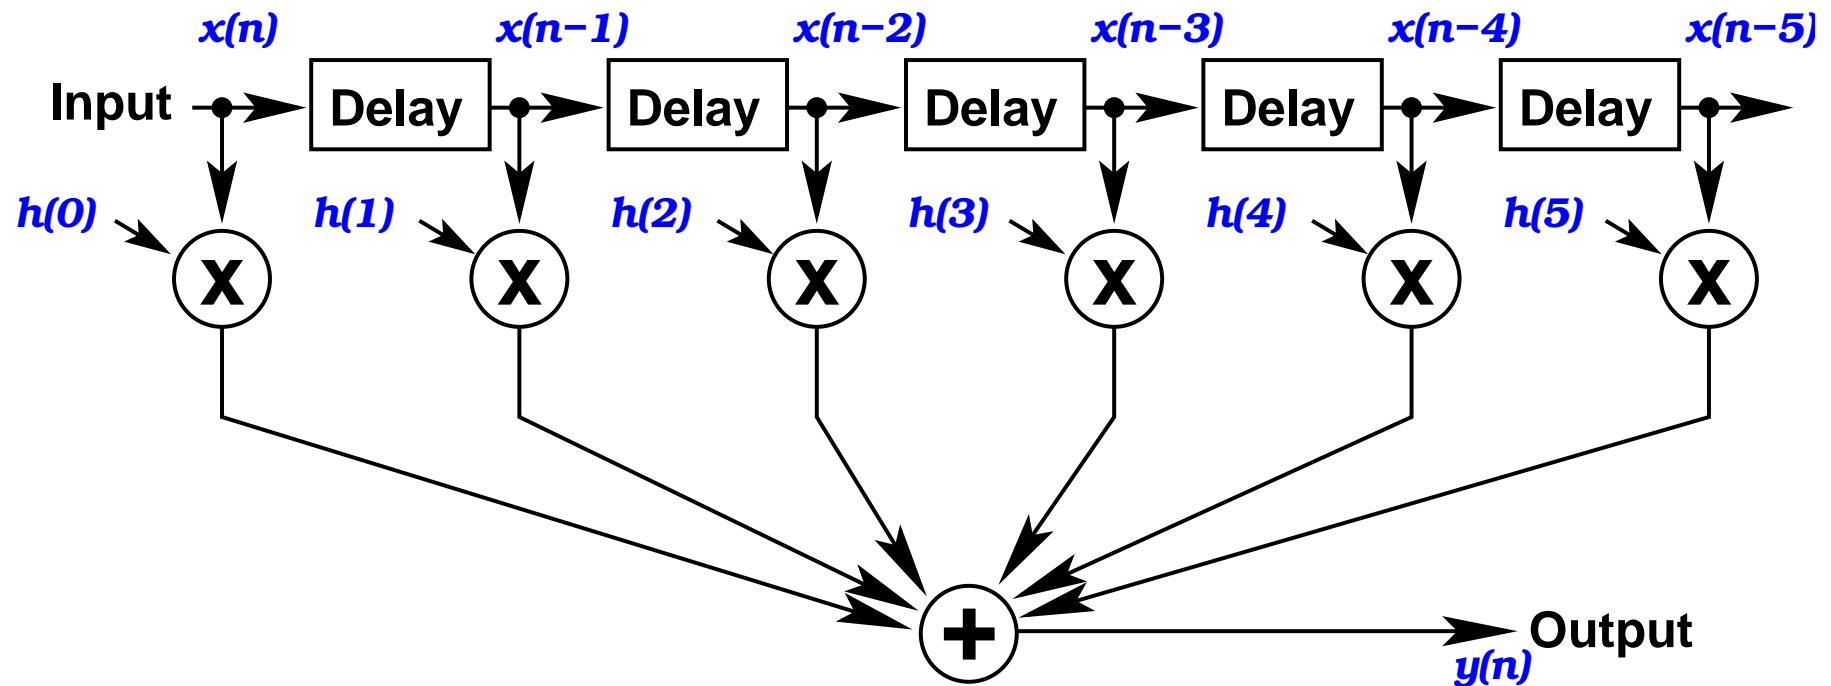 x(n) x(n−1) x(n−2) x(n−3) x(n−4) x(n−5)
Input Delay Delay Delay Delay Delay
h(0) h(1) h(2) h(3) h(4) h(5)
X X X X X X
+ Output
y(n)